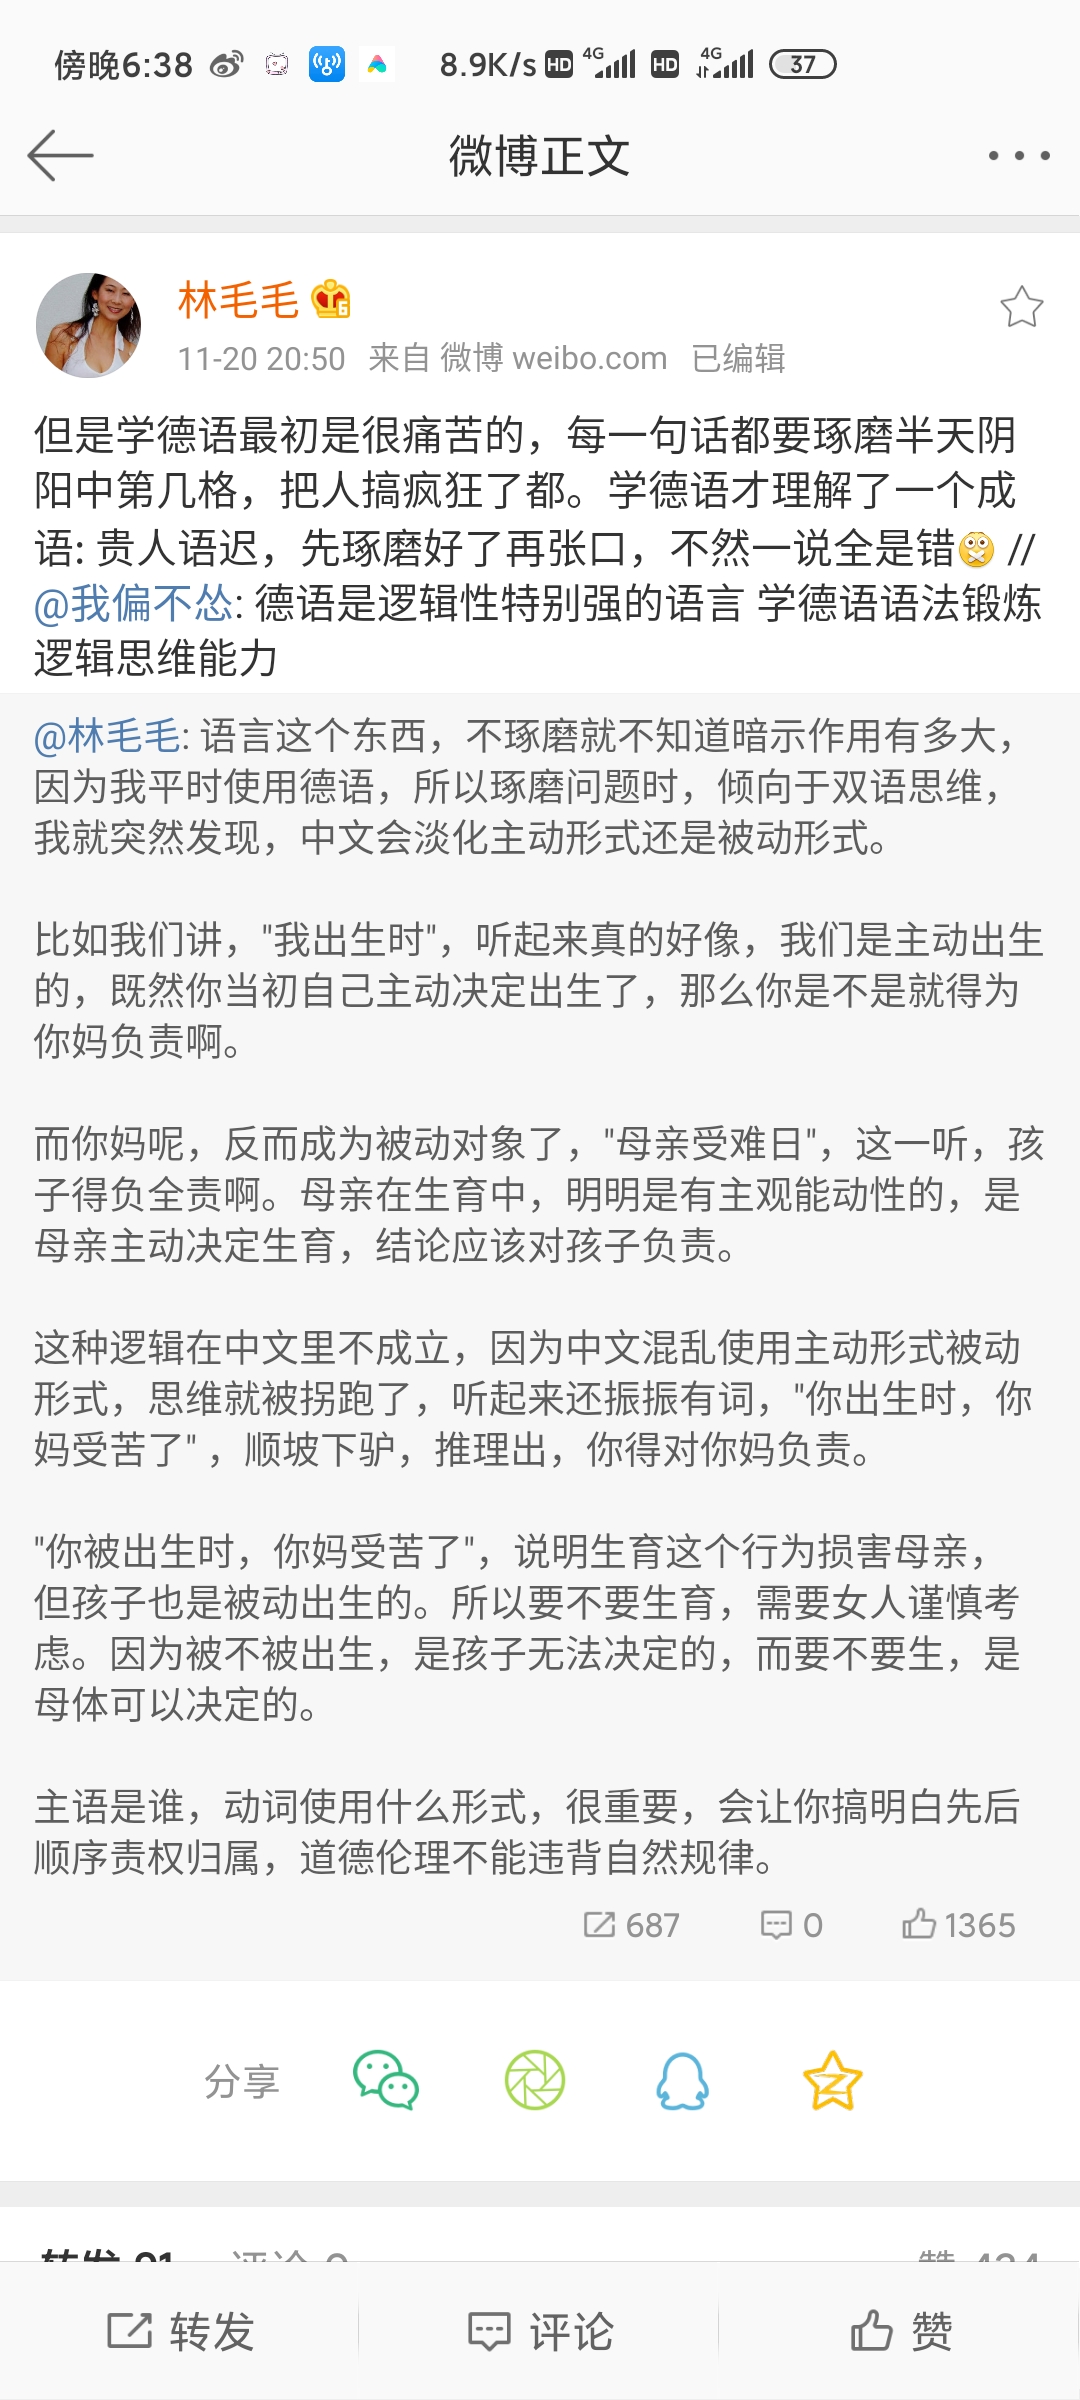 傍晚6:38 8.9K/s HD 4G HD 4G 37
微博正文
林毛毛 6
11-20 20:50 来自 微博 weibo.com 已编辑
但是学德语最初是很痛苦的，每一句话都要琢磨半天阴
阳中第几格，把人搞疯狂了都。学德语才理解了一个成
语: 贵人语迟，先琢磨好了再张口，不然一说全是错 //
@我偏不怂: 德语是逻辑性特别强的语言 学德语语法锻炼
逻辑思维能力
@林毛毛: 语言这个东西，不琢磨就不知道暗示作用有多大，
因为我平时使用德语，所以琢磨问题时，倾向于双语思维，
我就突然发现，中文会淡化主动形式还是被动形式。
比如我们讲，"我出生时"，听起来真的好像，我们是主动出生
的，既然你当初自己主动决定出生了，那么你是不是就得为
你妈负责啊。
而你妈呢，反而成为被动对象了，"母亲受难日"，这一听，孩
子得负全责啊。母亲在生育中，明明是有主观能动性的，是
母亲主动决定生育，结论应该对孩子负责。
这种逻辑在中文里不成立，因为中文混乱使用主动形式被动
形式，思维就被拐跑了，听起来还振振有词，"你出生时，你
妈受苦了" ，顺坡下驴，推理出，你得对你妈负责。
"你被出生时，你妈受苦了"，说明生育这个行为损害母亲，
但孩子也是被动出生的。所以要不要生育，需要女人谨慎考
虑。因为被不被出生，是孩子无法决定的，而要不要生，是
母体可以决定的。
主语是谁，动词使用什么形式，很重要，会让你搞明白先后
顺序责权归属，道德伦理不能违背自然规律。
687 0 1365
分享
转发 91 评论 0 赞 434
转发 评论 赞